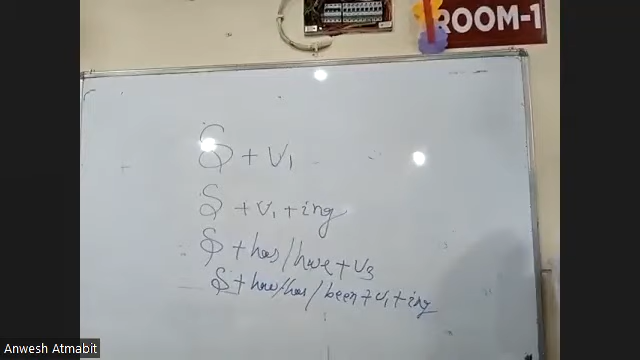 ROOM-1
S + V1
S + V1 + ing
S + has/have + V3
S + have/has/been + V1 + ing
Anwesh Atmabit